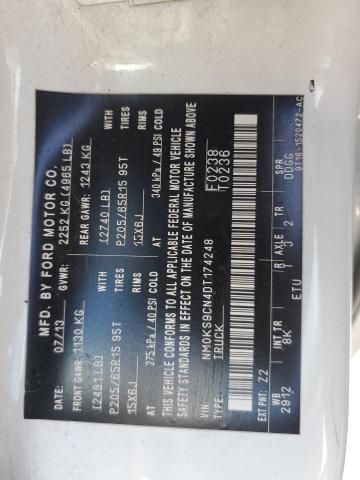 MFD. BY FORD MOTOR CO.
DATE: 07/13 GVWR: 2252 KG (4965 LB)
FRONT GAWR: 1130 KG REAR GAWR: 1243 KG
(2491 LB) WITH (2740 LB) WITH
P205/65R15 95T TIRES P205/65R15 95T TIRES
15X6J RIMS 15X6J RIMS
AT 275 kPa / 40 PSI COLD AT 340 kPa / 49 PSI COLD
THIS VEHICLE CONFORMS TO ALL APPLICABLE FEDERAL MOTOR VEHICLE
SAFETY STANDARDS IN EFFECT ON THE DATE OF MANUFACTURE SHOWN ABOVE
VIN: NM0KS9CN4DT174248 F0238
TYPE: TRUCK T0236
EXT PNT: Z2
WB INT TR R AXLE TR SPR
2912 8K ETU T 3 2 DDGG
9T16-1520472-AC